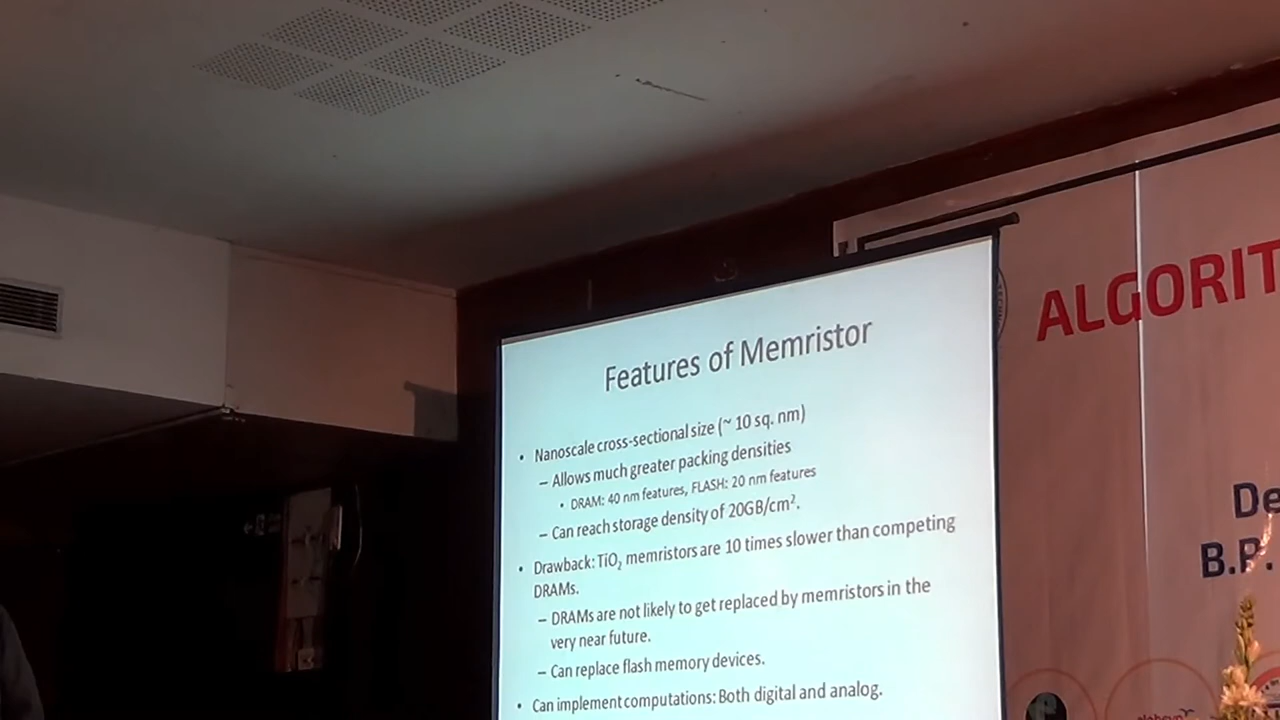 Features of Memristor
• Nanoscale cross-sectional size (~ 10 sq. nm)
– Allows much greater packing densities
• DRAM: 40 nm features, FLASH: 20 nm features
– Can reach storage density of 20GB/cm².
• Drawback: TiO₂ memristors are 10 times slower than competing
DRAMs.
– DRAMs are not likely to get replaced by memristors in the
very near future.
– Can replace flash memory devices.
• Can implement computations: Both digital and analog.
ALGORIT
De
B.P.